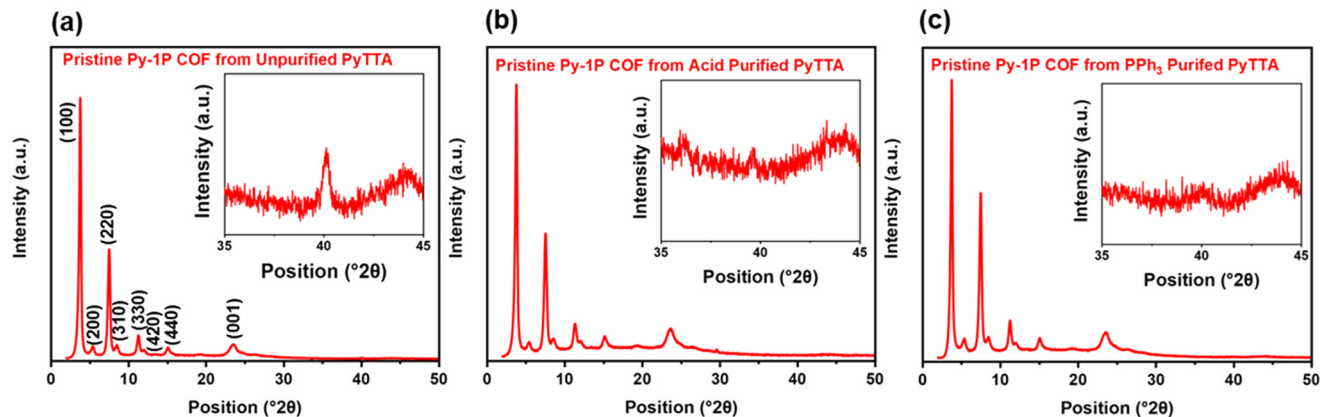 (a)
Pristine Py-1P COF from Unpurified PyTTA
Intensity (a.u.)
(100)
(200)
(220)
(310)
(330)
(420)
(440)
(001)
Intensity (a.u.)
35 40 45
Position (°2θ)
0 10 20 30 40 50
Position (°2θ)
(b)
Pristine Py-1P COF from Acid Purified PyTTA
Intensity (a.u.)
Intensity (a.u.)
35 40 45
Position (°2θ)
0 10 20 30 40 50
Position (°2θ)
(c)
Pristine Py-1P COF from PPh₃ Purifed PyTTA
Intensity (a.u.)
Intensity (a.u.)
35 40 45
Position (°2θ)
0 10 20 30 40 50
Position (°2θ)